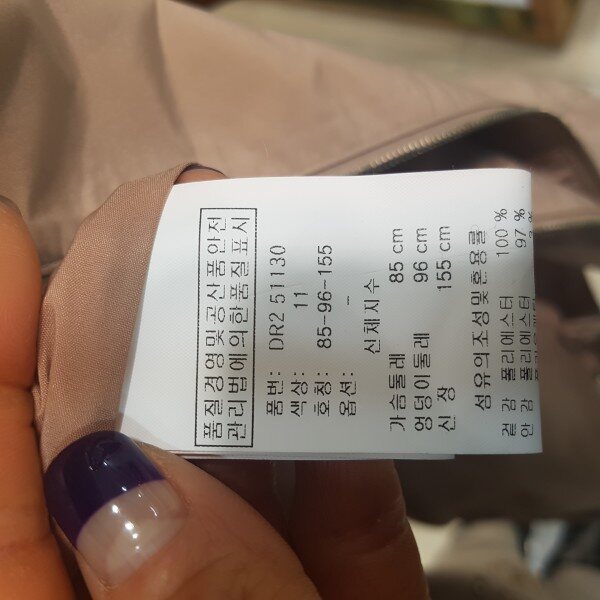 품질경영및공산품안전
관리법에의한품질표시
품번: DR2 51130
색상: 11
호칭: 85-96-155
옵션: -
신체치수
가슴둘레 85 cm
엉덩이둘레 96 cm
신장 155 cm
섬유의조성및혼용률
겉감 폴리에스터 100 %
안감 폴리에스터 97 %